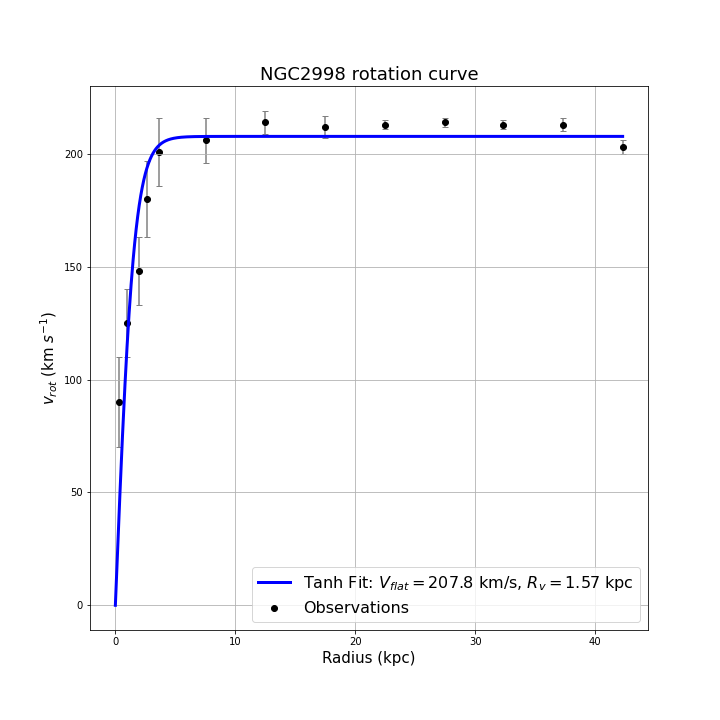 NGC2998 rotation curve
200
150
100
50
0
v_rot (km s⁻¹)
Tanh Fit: V_flat = 207.8 km/s, R_v = 1.57 kpc
Observations
0 10 20 30 40
Radius (kpc)